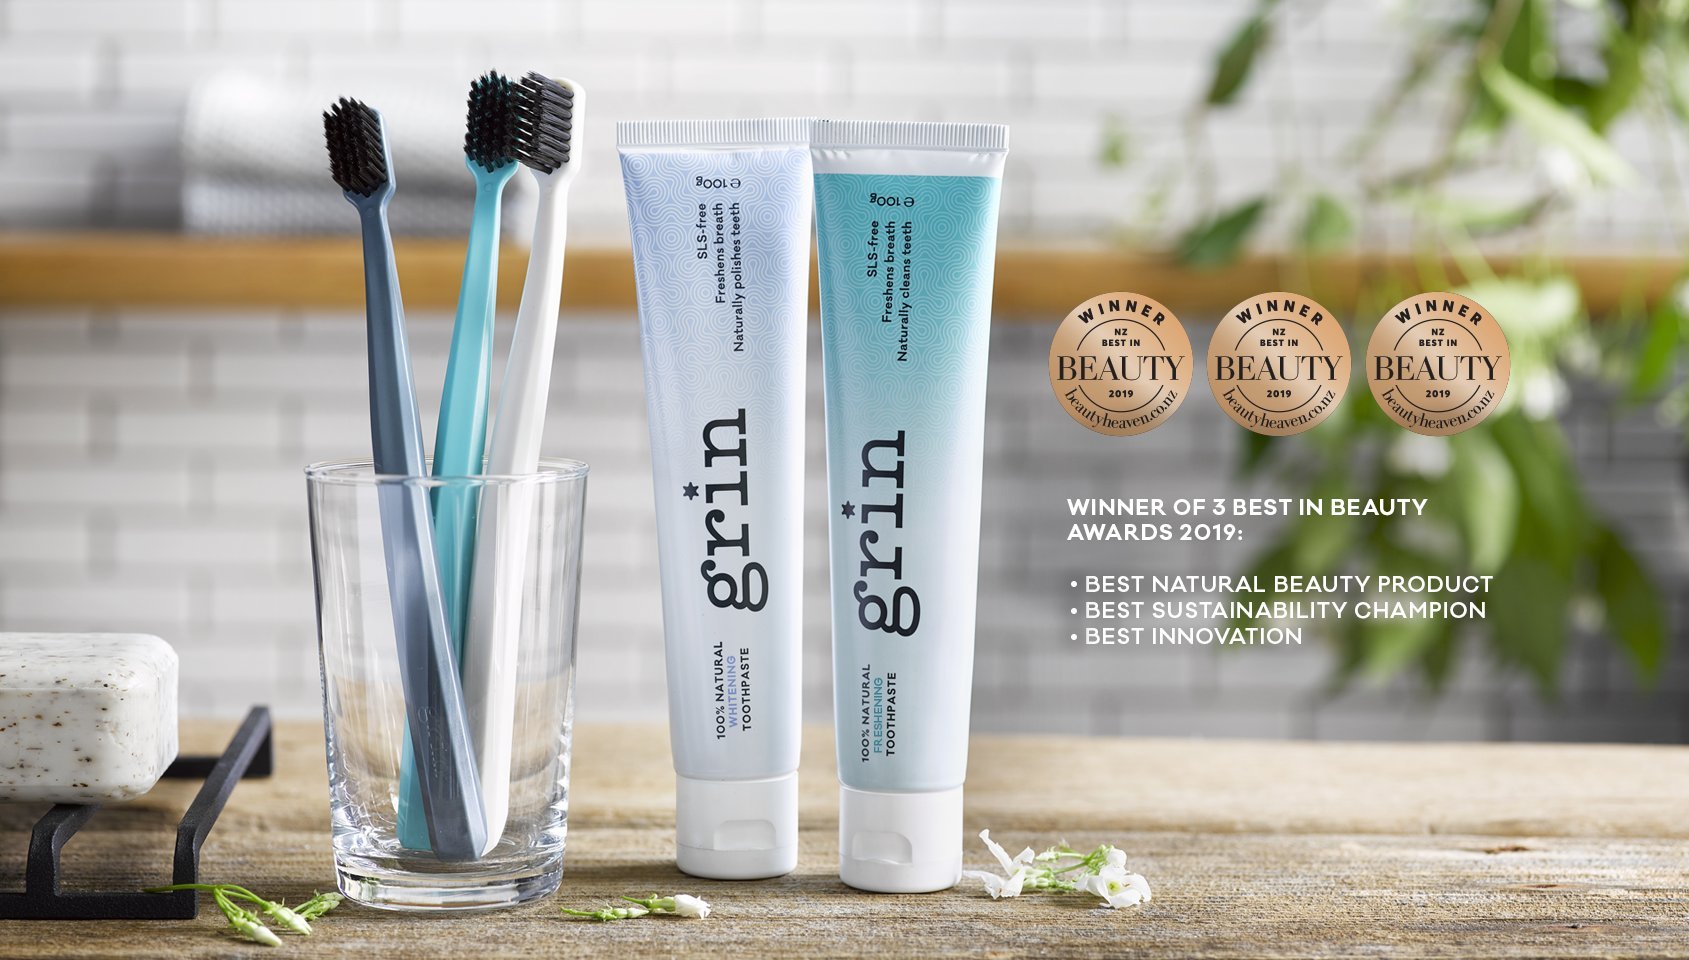 e 100g
SLS-free
Freshens breath
Naturally polishes teeth
grin
100% NATURAL
WHITENING
TOOTHPASTE
e 100g
SLS-free
Freshens breath
Naturally cleans teeth
grin
100% NATURAL
FRESHENING
TOOTHPASTE
WINNER
NZ
BEST IN
BEAUTY
2019
beautyheaven.co.nz
WINNER
NZ
BEST IN
BEAUTY
2019
beautyheaven.co.nz
WINNER
NZ
BEST IN
BEAUTY
2019
beautyheaven.co.nz
WINNER OF 3 BEST IN BEAUTY
AWARDS 2019:
• BEST NATURAL BEAUTY PRODUCT
• BEST SUSTAINABILITY CHAMPION
• BEST INNOVATION